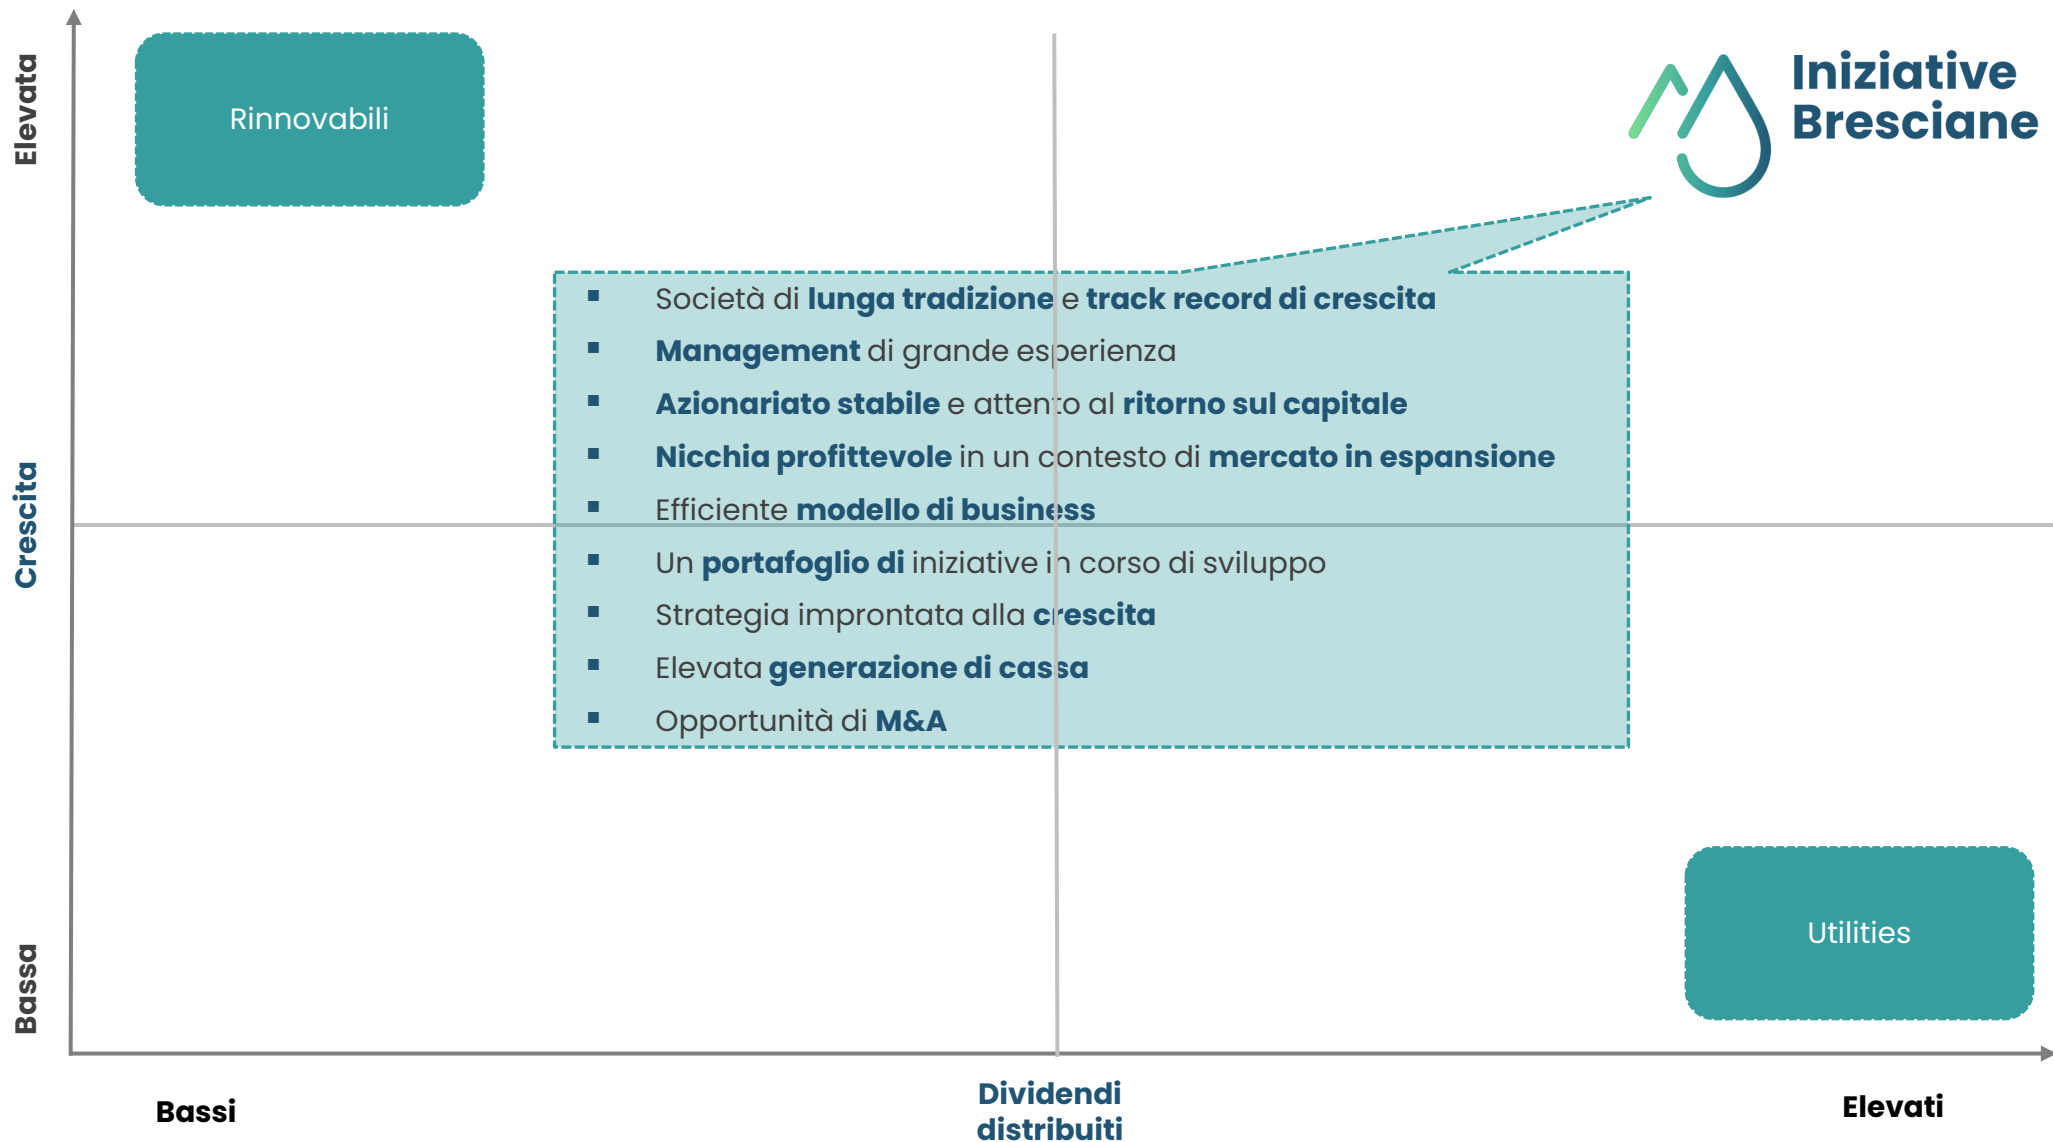 Elevata
Rinnovabili
Iniziative
Bresciane
Società di lunga tradizione e track record di crescita
Management di grande esperienza
Azionariato stabile e attento al ritorno sul capitale
Nicchia profittevole in un contesto di mercato in espansione
Efficiente modello di business
Un portafoglio di iniziative in corso di sviluppo
Strategia improntata alla crescita
Elevata generazione di cassa
Opportunità di M&A
Crescita
Utilities
Bassa
Bassi
Dividendi
distribuiti
Elevati